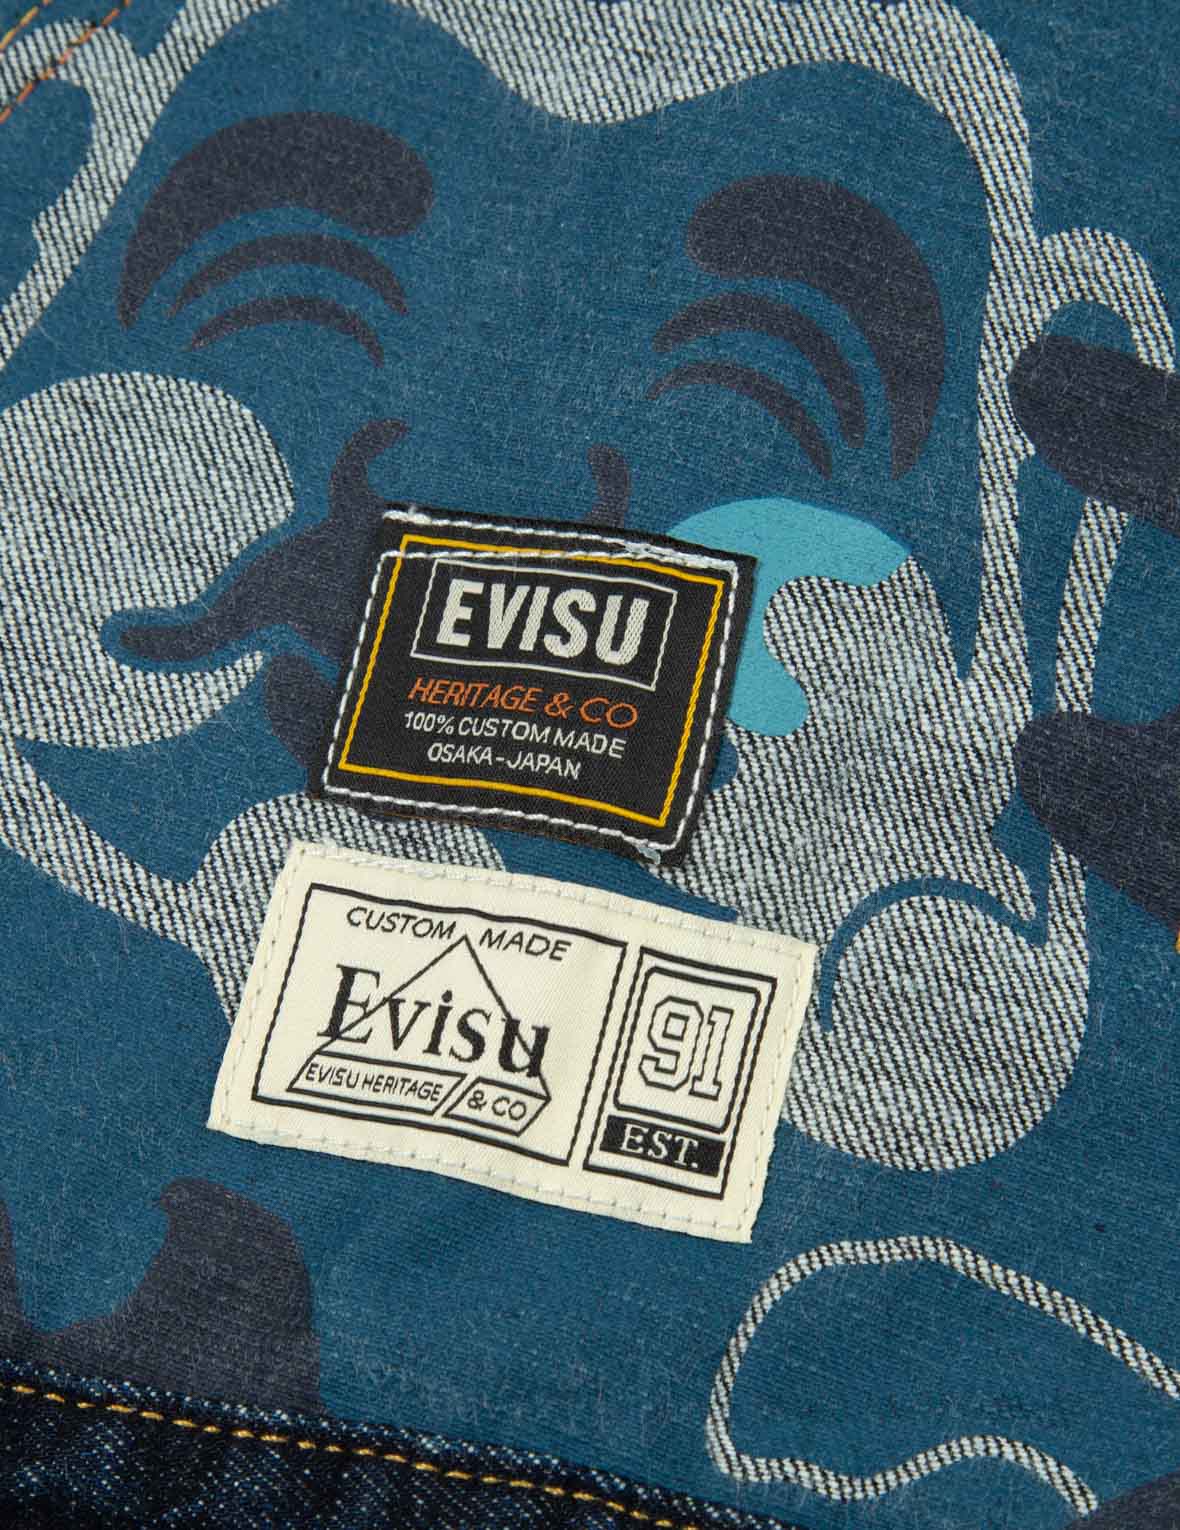 EVISU
HERITAGE & CO
100% CUSTOM MADE
OSAKA-JAPAN
CUSTOM MADE
Evisu
EVISU HERITAGE & CO
91
EST.